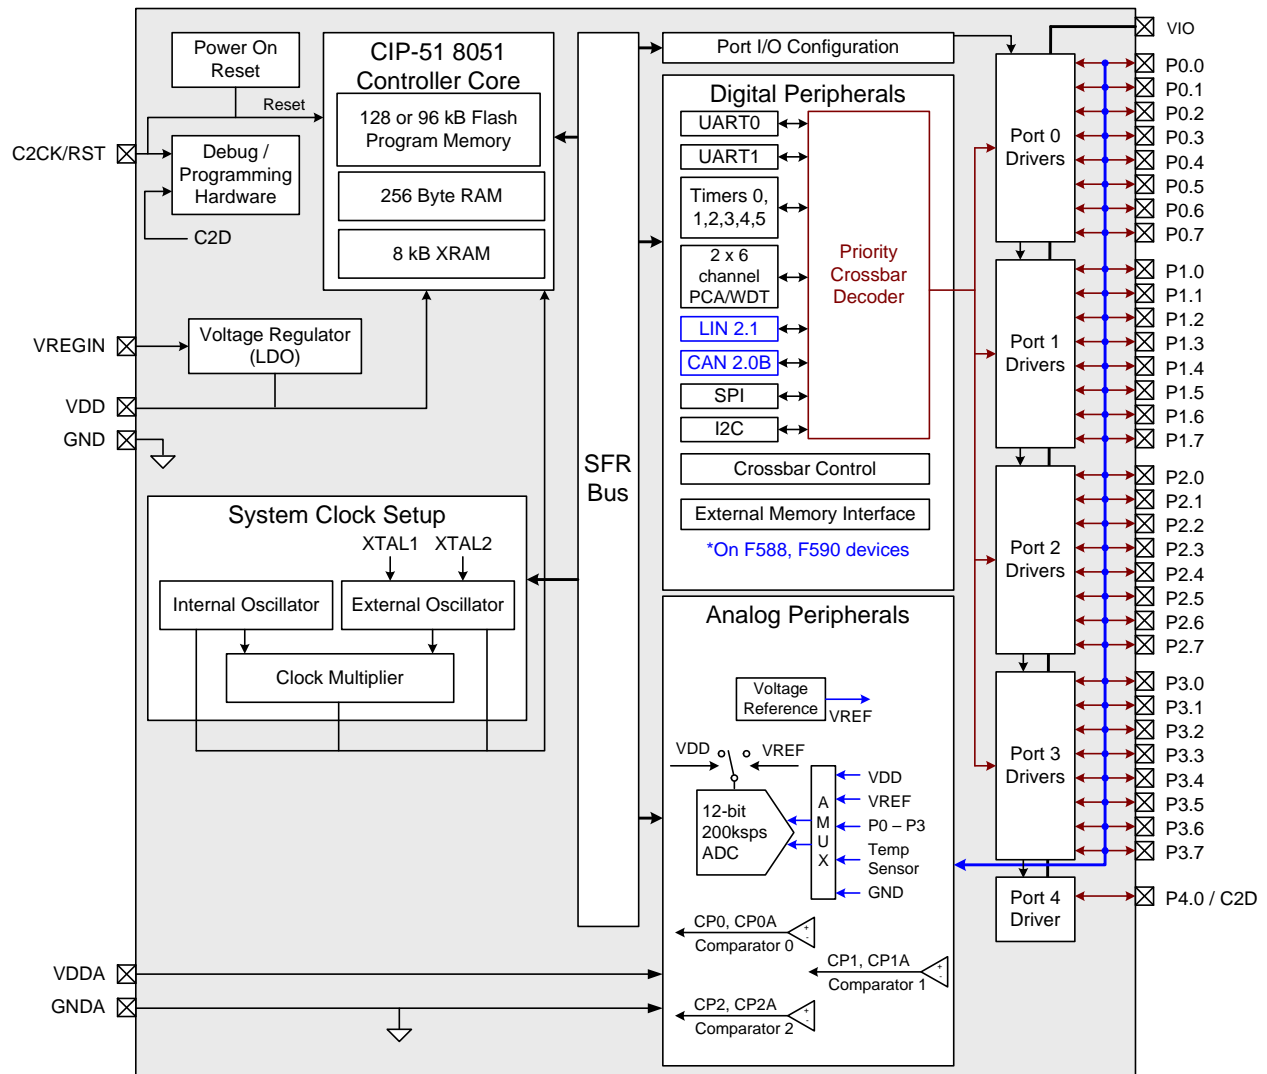 Power On
Reset
Reset
C2CK/RST
Debug /
Programming
Hardware
C2D
CIP-51 8051
Controller Core
128 or 96 kB Flash
Program Memory
256 Byte RAM
8 kB XRAM
VREGIN
Voltage Regulator
(LDO)
VDD
GND
System Clock Setup
XTAL1
XTAL2
Internal Oscillator
External Oscillator
Clock Multiplier
SFR
Bus
Port I/O Configuration
Digital Peripherals
UART0
UART1
Timers 0,
1,2,3,4,5
2 x 6
channel
PCA/WDT
LIN 2.1
CAN 2.0B
SPI
I2C
Priority
Crossbar
Decoder
Crossbar Control
External Memory Interface
*On F588, F590 devices
Analog Peripherals
Voltage
Reference
VREF
VDD
VREF
12-bit
200ksps
ADC
A
M
U
X
VDD
VREF
P0 – P3
Temp
Sensor
GND
CP0, CP0A
Comparator 0
+
-
CP1, CP1A
Comparator 1
+
-
CP2, CP2A
Comparator 2
+
-
VDDA
GNDA
Port 0
Drivers
Port 1
Drivers
Port 2
Drivers
Port 3
Drivers
Port 4
Driver
VIO
P0.0
P0.1
P0.2
P0.3
P0.4
P0.5
P0.6
P0.7
P1.0
P1.1
P1.2
P1.3
P1.4
P1.5
P1.6
P1.7
P2.0
P2.1
P2.2
P2.3
P2.4
P2.5
P2.6
P2.7
P3.0
P3.1
P3.2
P3.3
P3.4
P3.5
P3.6
P3.7
P4.0 / C2D